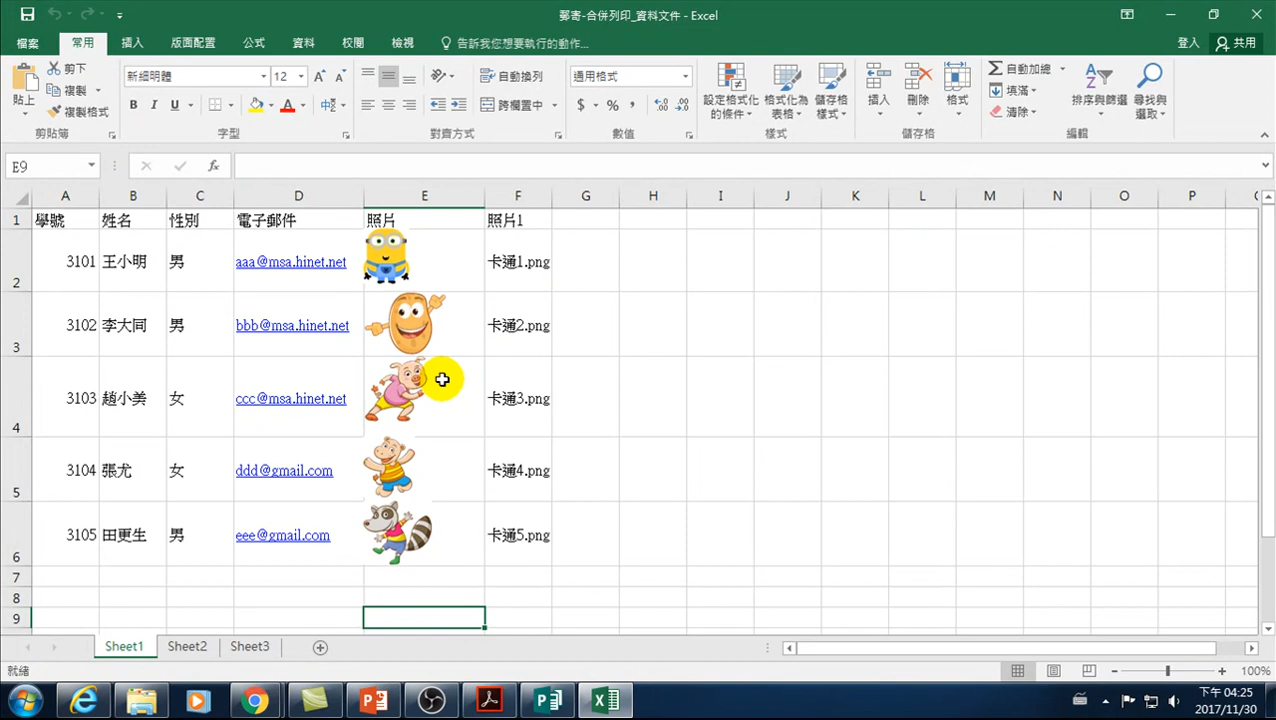 郵寄-合併列印_資料文件 - Excel
檔案 常用 插入 版面配置 公式 資料 校閱 檢視 告訴我您想要執行的動作... 登入 共用
貼上 剪下 複製 複製格式 剪貼簿
新細明體 12 B I U A 字型
自動換列 跨欄置中 對齊方式
通用格式 $ % , 數值
設定格式化的條件 格式化為表格 儲存格樣式 樣式
插入 刪除 格式 儲存格
自動加總 填滿 清除 排序與篩選 尋找與選取 編輯
E9 fx
A B C D E F G H I J K L M N O P
1 學號 姓名 性別 電子郵件 照片 照片1
2 3101 王小明 男 aaa@msa.hinet.net 卡通1.png
3 3102 李大同 男 bbb@msa.hinet.net 卡通2.png
4 3103 趙小美 女 ccc@msa.hinet.net 卡通3.png
5 3104 張尤 女 ddd@gmail.com 卡通4.png
6 3105 田更生 男 eee@gmail.com 卡通5.png
7
8
9
Sheet1 Sheet2 Sheet3
就緒 100%
下午 04:25
2017/11/30